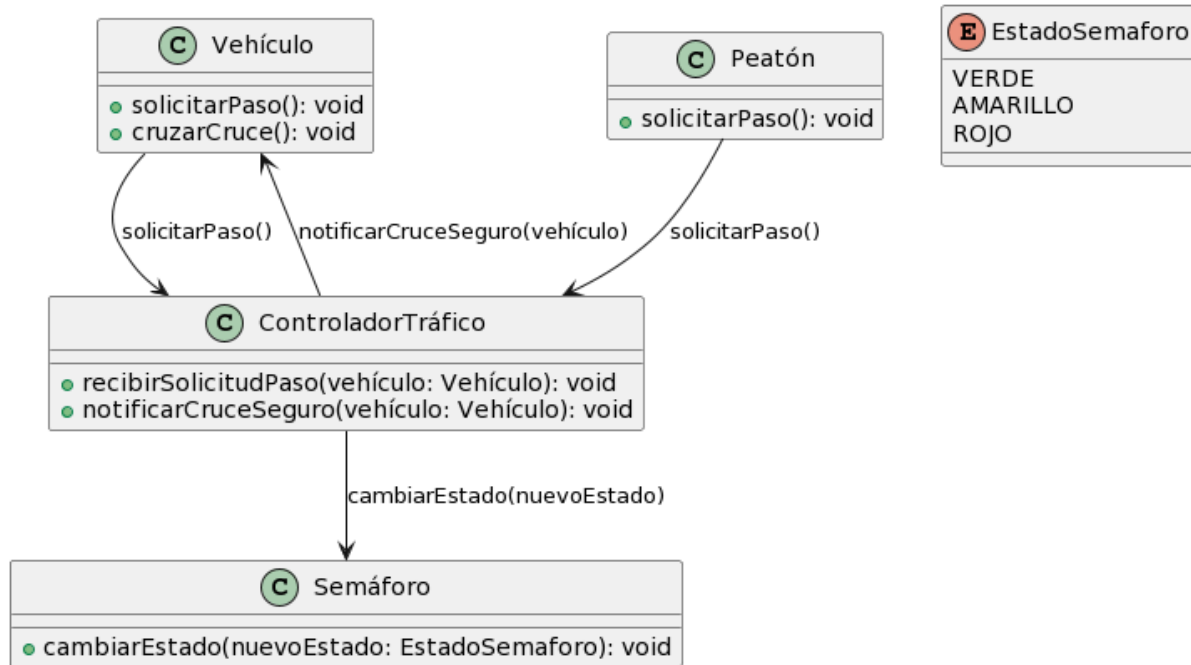 C Vehículo
solicitarPaso(): void
cruzarCruce(): void
C Peatón
solicitarPaso(): void
E EstadoSemaforo
VERDE
AMARILLO
ROJO
solicitarPaso()
notificarCruceSeguro(vehículo)
solicitarPaso()
C ControladorTráfico
recibirSolicitudPaso(vehículo: Vehículo): void
notificarCruceSeguro(vehículo: Vehículo): void
cambiarEstado(nuevoEstado)
C Semáforo
cambiarEstado(nuevoEstado: EstadoSemaforo): void